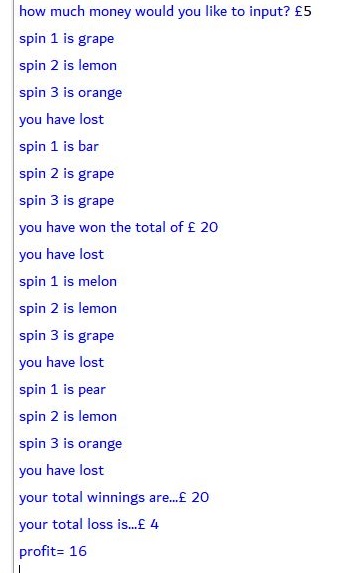 how much money would you like to input? £5
spin 1 is grape
spin 2 is lemon
spin 3 is orange
you have lost
spin 1 is bar
spin 2 is grape
spin 3 is grape
you have won the total of £ 20
you have lost
spin 1 is melon
spin 2 is lemon
spin 3 is grape
you have lost
spin 1 is pear
spin 2 is lemon
spin 3 is orange
you have lost
your total winnings are...£ 20
your total loss is...£ 4
profit= 16